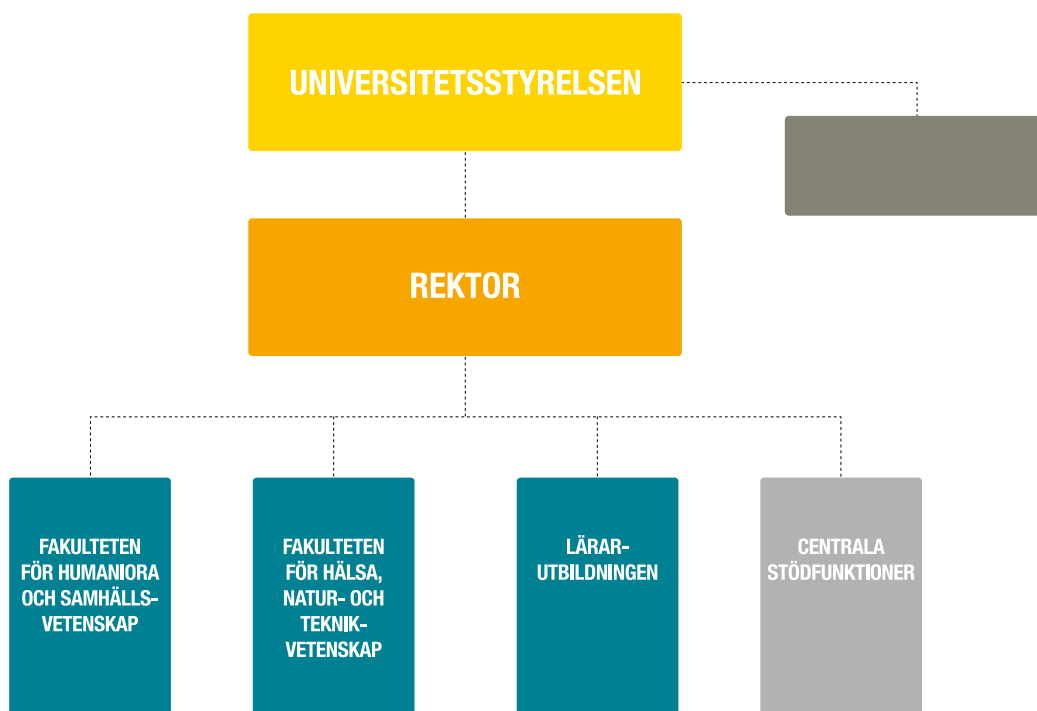 UNIVERSITETSSTYRELSEN
REKTOR
FAKULTETEN
FÖR HUMANIORA
OCH SAMHÄLLS-
VETENSKAP
FAKULTETEN
FÖR HÄLSA,
NATUR- OCH
TEKNIK-
VETENSKAP
LÄRAR-
UTBILDNINGEN
CENTRALA
STÖDFUNKTIONER